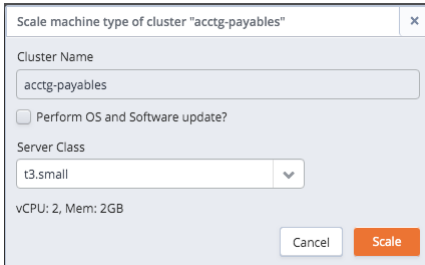 Scale machine type of cluster "acctg-payables"
×
Cluster Name
acctg-payables
Perform OS and Software update?
Server Class
t3.small
vCPU: 2, Mem: 2GB
Cancel
Scale